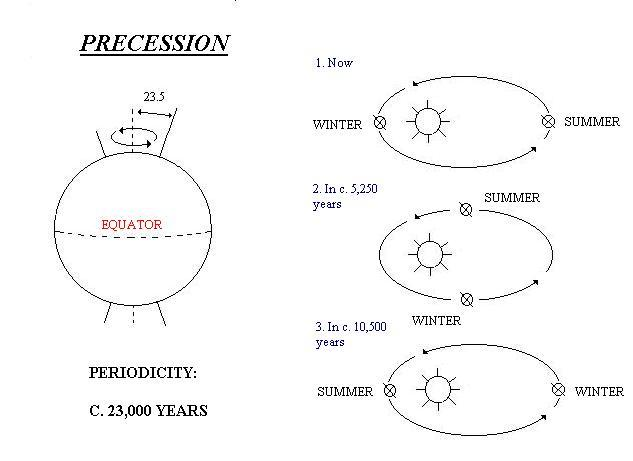 PRECESSION
23.5
EQUATOR
PERIODICITY:
C. 23,000 YEARS
1. Now
WINTER
SUMMER
2. In c. 5,250
years
SUMMER
WINTER
3. In c. 10,500
years
SUMMER
WINTER